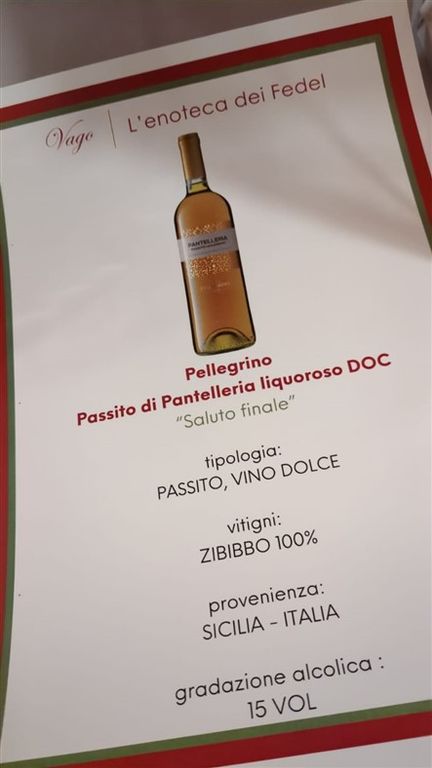 Vago | L'enoteca dei Fedel
PANTELLERIA
Pellegrino
Passito di Pantelleria liquoroso DOC
"Saluto finale"
tipologia:
PASSITO, VINO DOLCE
vitigni:
ZIBIBBO 100%
provenienza:
SICILIA - ITALIA
gradazione alcolica :
15 VOL